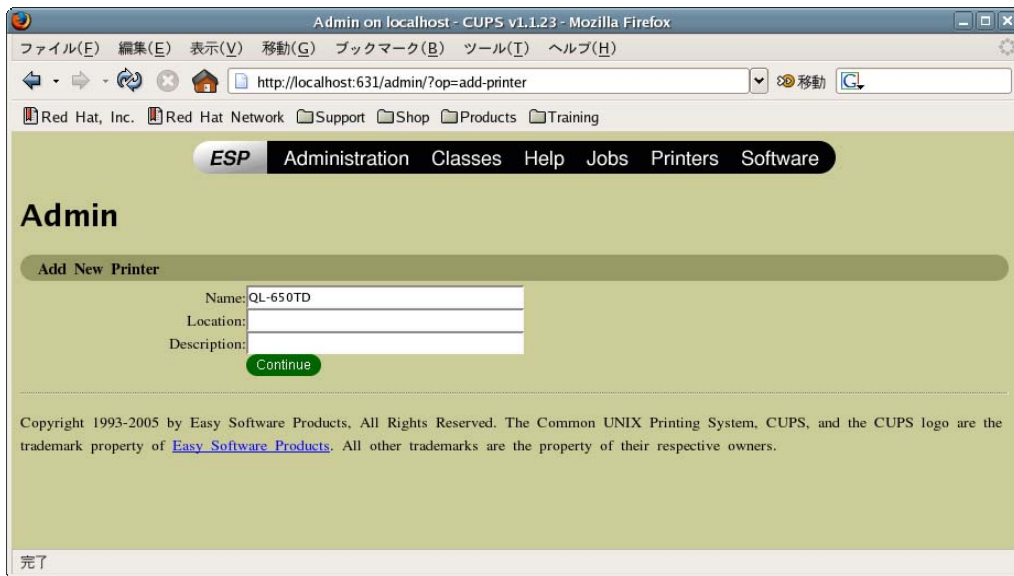 Admin on localhost - CUPS v1.1.23 - Mozilla Firefox
ファイル(F) 編集(E) 表示(V) 移動(G) ブックマーク(B) ツール(T) ヘルプ(H)
http://localhost:631/admin/?op=add-printer 移動 G
Red Hat, Inc. Red Hat Network Support Shop Products Training
ESP Administration Classes Help Jobs Printers Software
Admin
Add New Printer
Name: QL-650TD
Location:
Description:
Continue
Copyright 1993-2005 by Easy Software Products, All Rights Reserved. The Common UNIX Printing System, CUPS, and the CUPS logo are the
trademark property of Easy Software Products. All other trademarks are the property of their respective owners.
完了